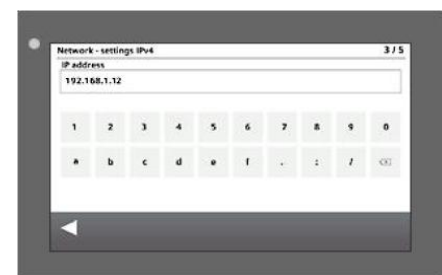 Network - settings IPv4 3 / 5
IP address
192.168.1.12
1 2 3 4 5 6 7 8 9 0
a b c d e f . : /